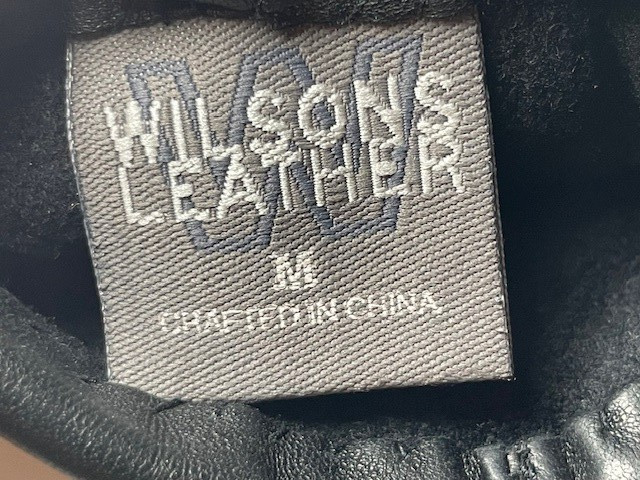 W
WILSONS
LEATHER
M
CRAFTED IN CHINA